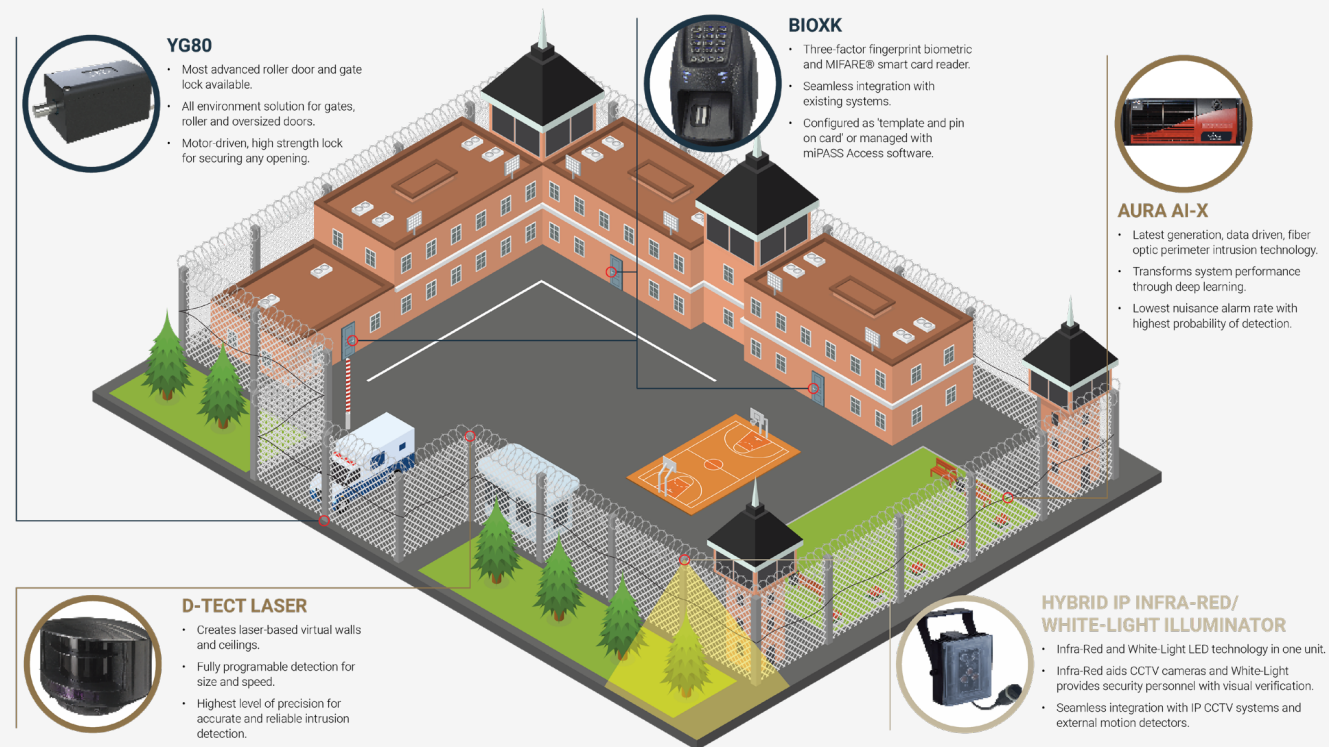 YG80
• Most advanced roller door and gate
lock available.
• All environment solution for gates,
roller and oversized doors.
• Motor-driven, high strength lock
for securing any opening.
BIOXK
• Three-factor fingerprint biometric
and MIFARE® smart card reader.
• Seamless integration with
existing systems.
• Configured as ‘template and pin
on card’ or managed with
miPASS Access software.
AURA AI-X
• Latest generation, data driven, fiber
optic perimeter intrusion technology.
• Transforms system performance
through deep learning.
• Lowest nuisance alarm rate with
highest probability of detection.
D-TECT LASER
• Creates laser-based virtual walls
and ceilings.
• Fully programable detection for
size and speed.
• Highest level of precision for
accurate and reliable intrusion
detection.
HYBRID IP INFRA-RED/
WHITE-LIGHT ILLUMINATOR
• Infra-Red and White-Light LED technology in one unit.
• Infra-Red aids CCTV cameras and White-Light
provides security personnel with visual verification.
• Seamless integration with IP CCTV systems and
external motion detectors.